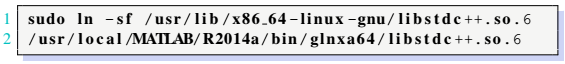 1 sudo ln -sf /usr/lib/x86_64-linux-gnu/libstdc++.so.6
2 /usr/local/MATLAB/R2014a/bin/glnxa64/libstdc++.so.6